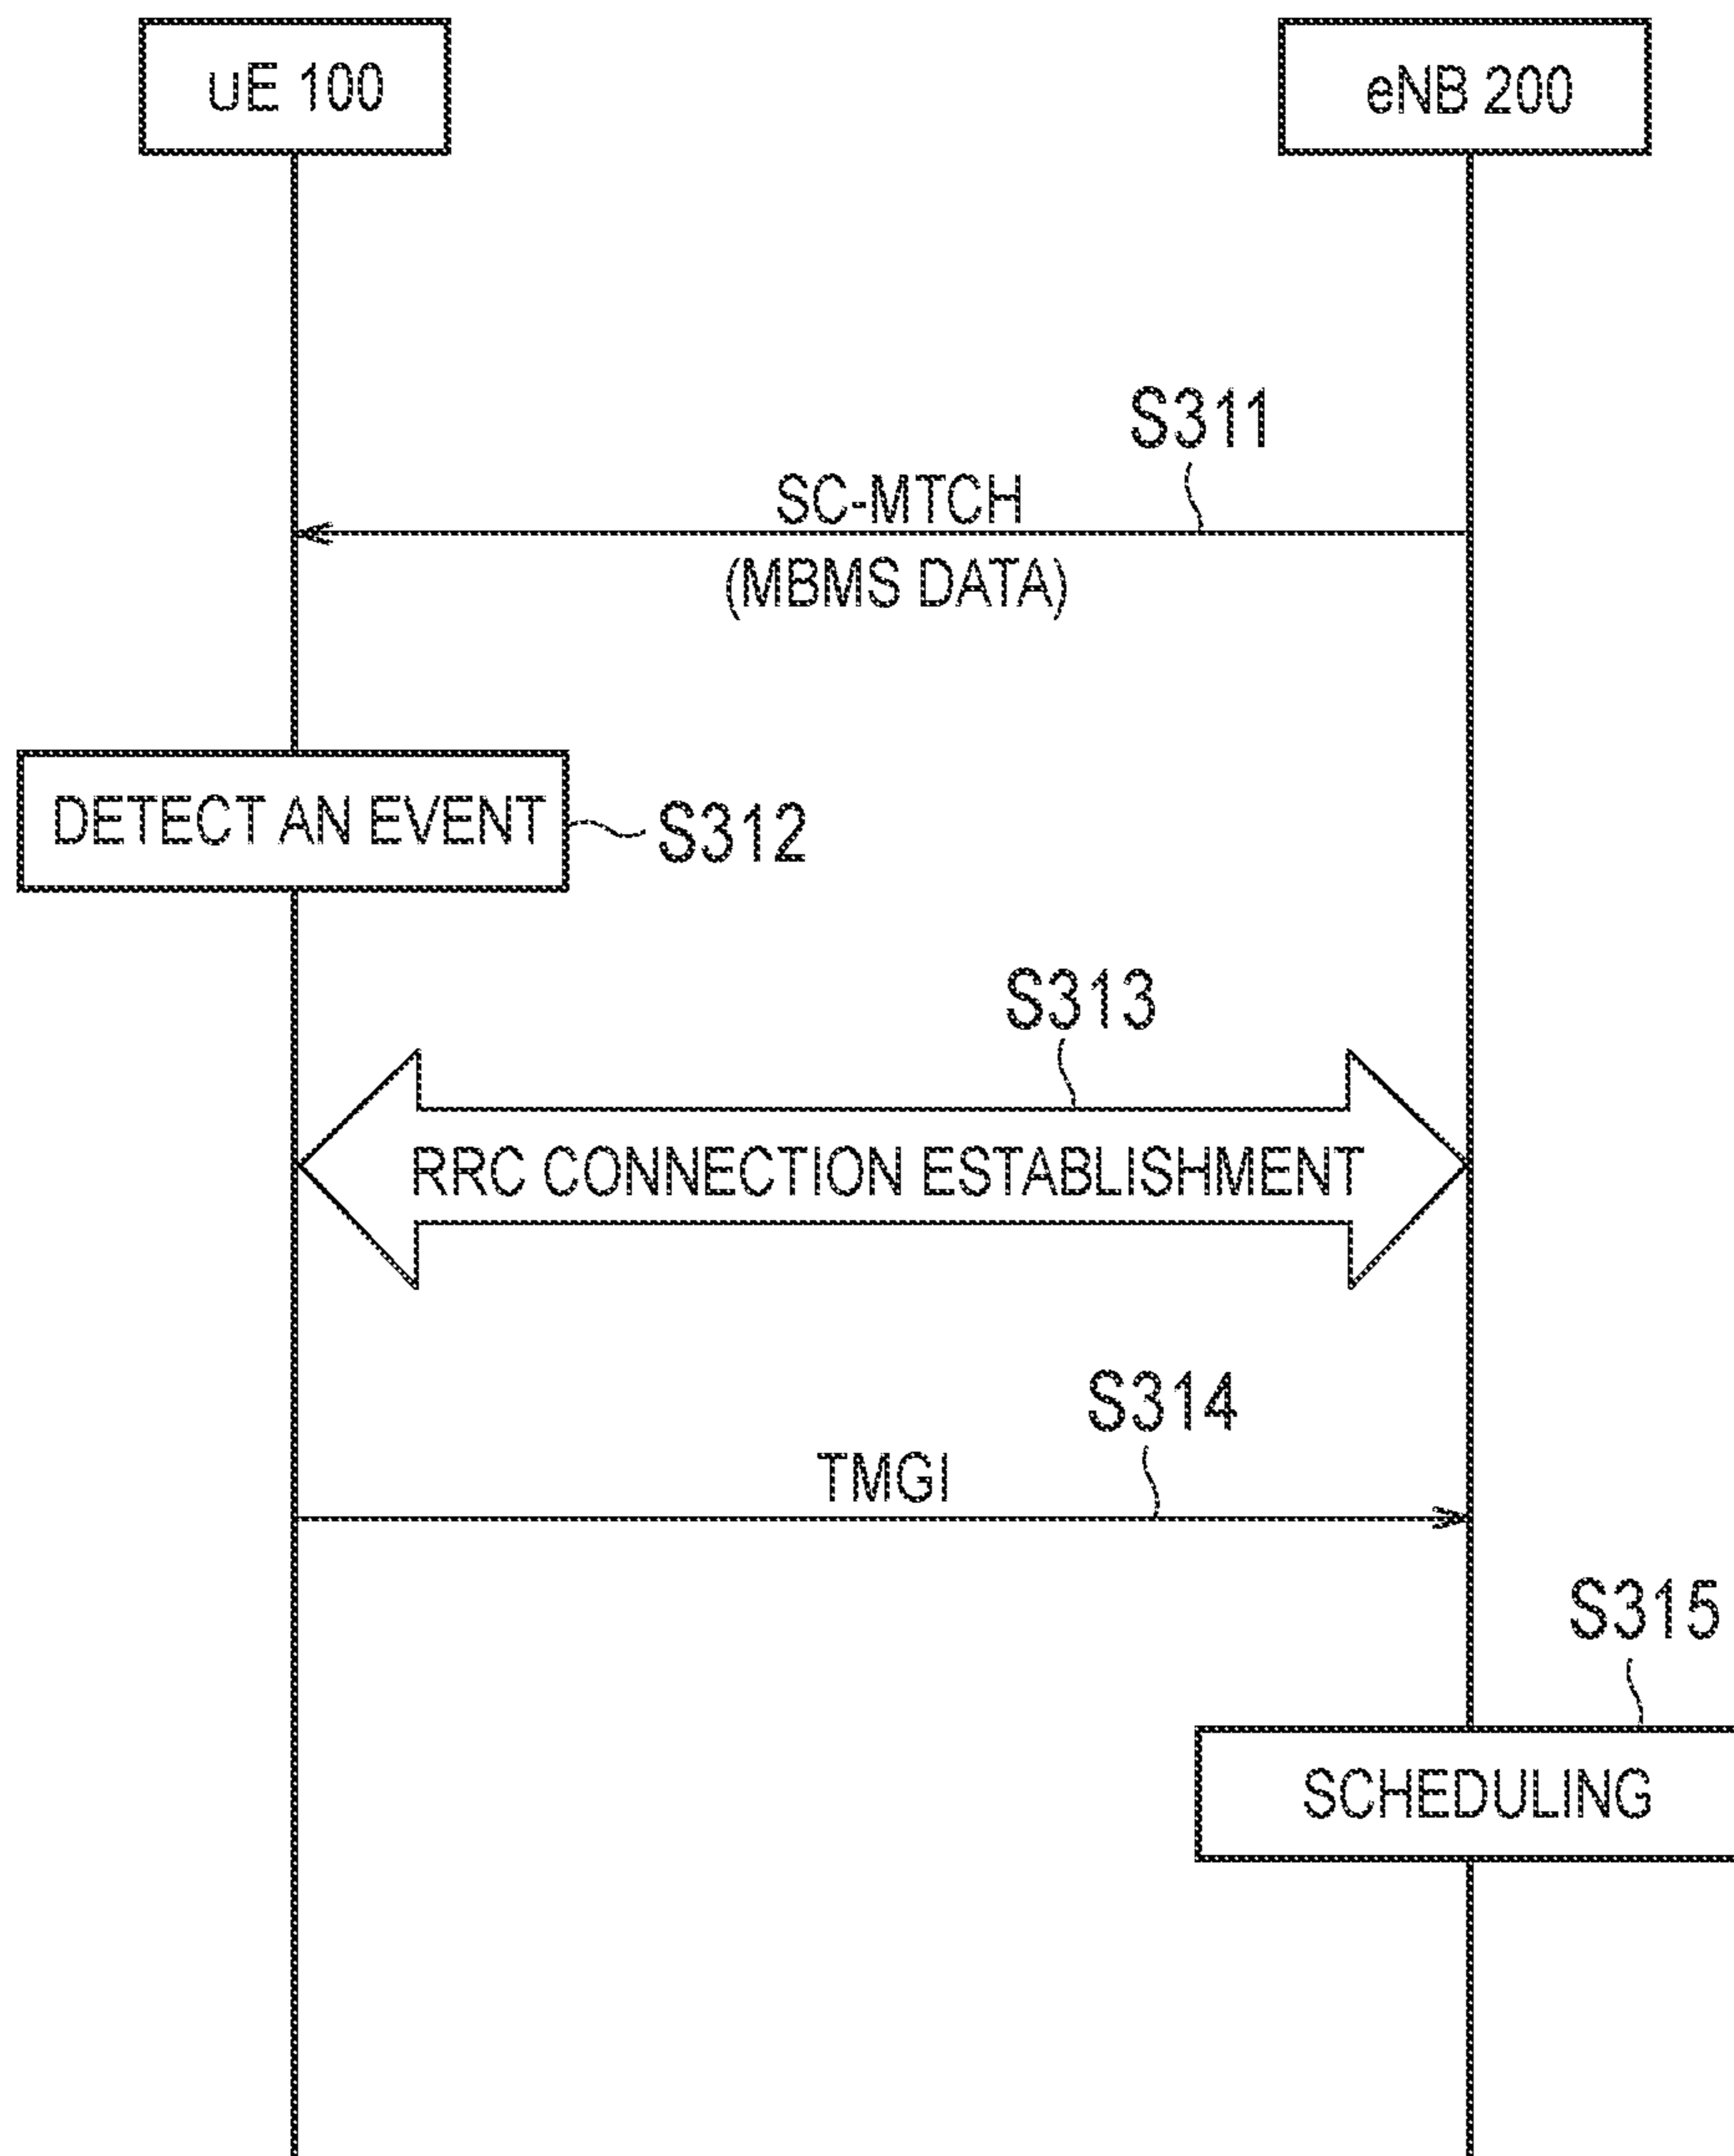 uE 100
eNB 200
S311
SC-MTCH
(MBMS DATA)
DETECT AN EVENT
S312
S313
RRC CONNECTION ESTABLISHMENT
S314
TMGI
S315
SCHEDULING